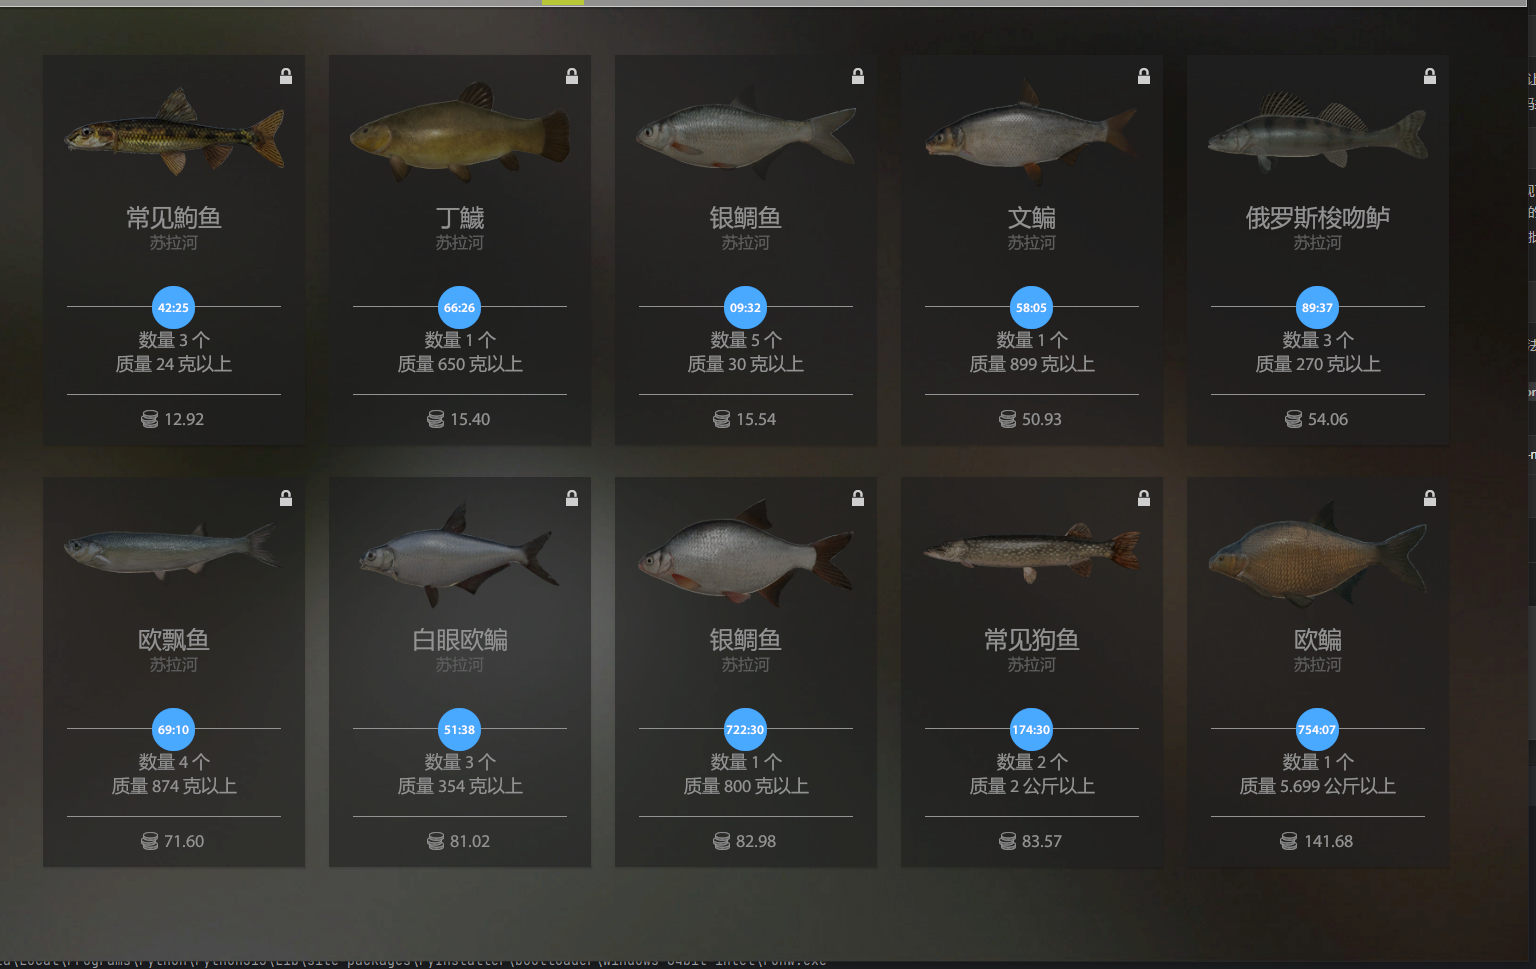 常见鮈鱼
苏拉河
42:25
数量 3 个
质量 24 克以上
12.92
丁鱥
苏拉河
66:26
数量 1 个
质量 650 克以上
15.40
银鲷鱼
苏拉河
09:32
数量 5 个
质量 30 克以上
15.54
文鳊
苏拉河
58:05
数量 1 个
质量 899 克以上
50.93
俄罗斯梭吻鲈
苏拉河
89:37
数量 3 个
质量 270 克以上
54.06
欧飘鱼
苏拉河
69:10
数量 4 个
质量 874 克以上
71.60
白眼欧鳊
苏拉河
51:38
数量 3 个
质量 354 克以上
81.02
银鲷鱼
苏拉河
722:30
数量 1 个
质量 800 克以上
82.98
常见狗鱼
苏拉河
174:30
数量 2 个
质量 2 公斤以上
83.57
欧鳊
苏拉河
754:07
数量 1 个
质量 5.699 公斤以上
141.68